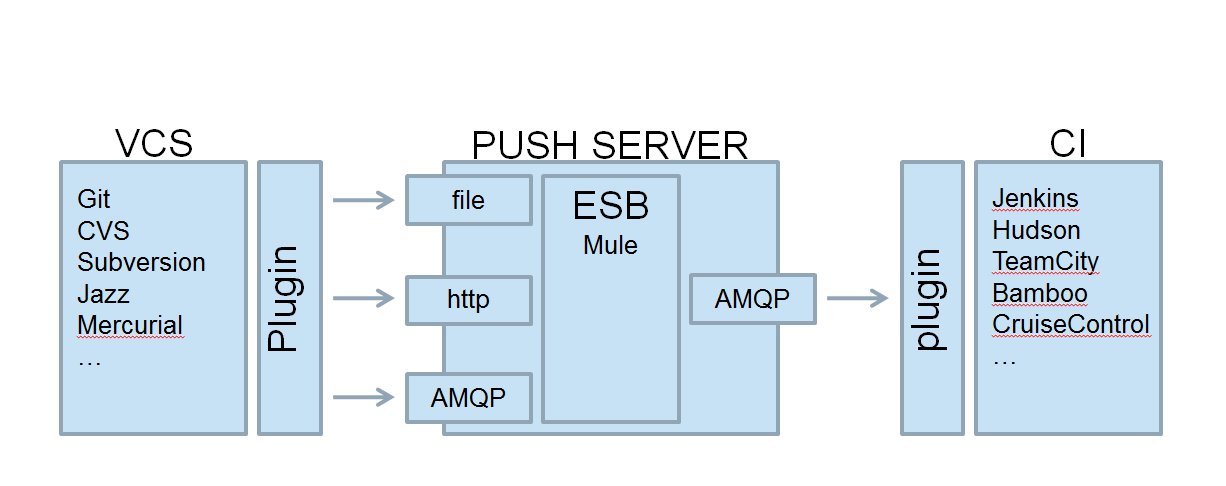 VCS
Git
CVS
Subversion
Jazz
Mercurial
…
Plugin
PUSH SERVER
file
http
AMQP
ESB
Mule
AMQP
plugin
CI
Jenkins
Hudson
TeamCity
Bamboo
CruiseControl
…